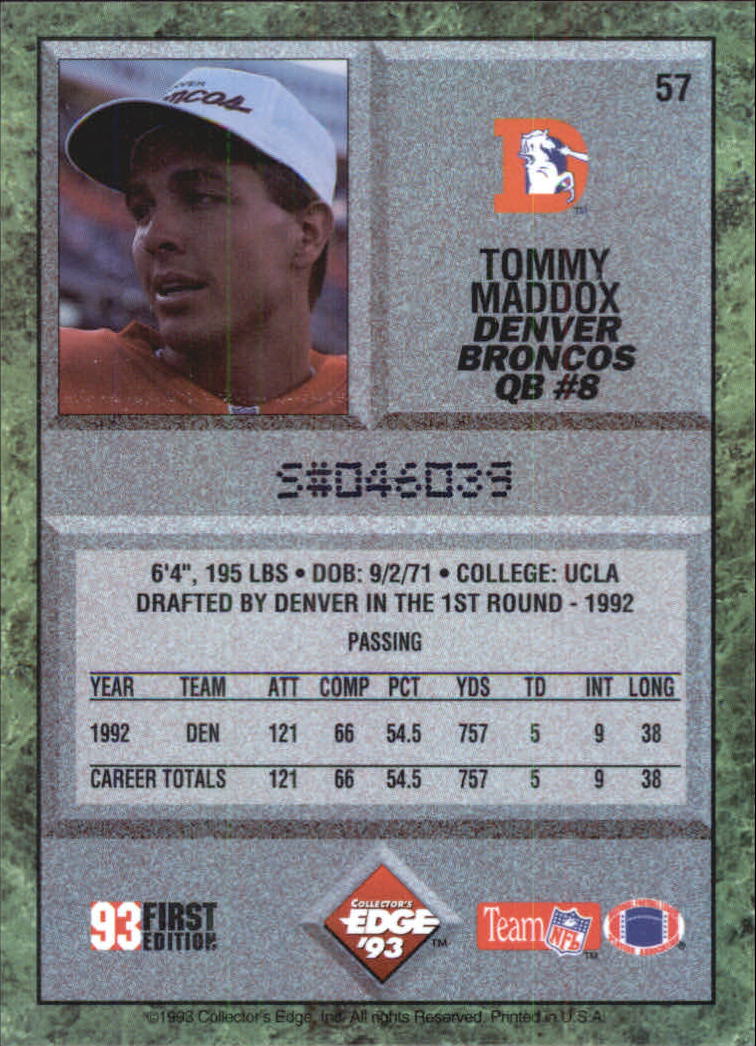 57
BRONCOS
D
TOMMY
MADDOX
DENVER
BRONCOS
QB #8
S#046039
6'4", 195 LBS • DOB: 9/2/71 • COLLEGE: UCLA
DRAFTED BY DENVER IN THE 1ST ROUND - 1992
PASSING
YEAR TEAM ATT COMP PCT YDS TD INT LONG
1992 DEN 121 66 54.5 757 5 9 38
CAREER TOTALS 121 66 54.5 757 5 9 38
93 FIRST
EDITION
COLLECTOR'S
EDGE
'93 ™
Team NFL ™
©1993 Collector's Edge, Inc. All rights Reserved. Printed in U.S.A.